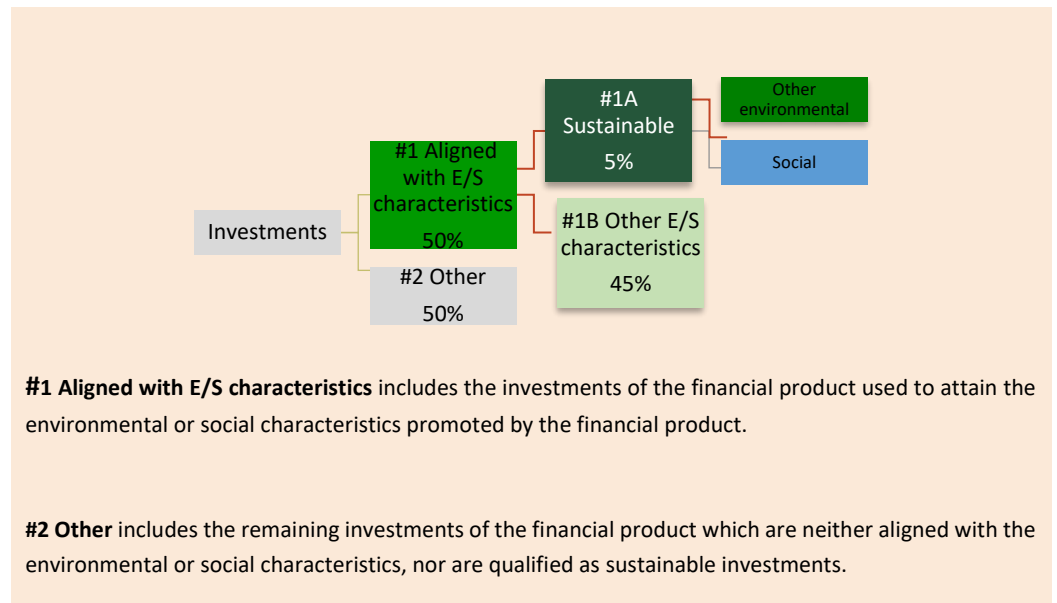 Investments
#1 Aligned
with E/S
characteristics
50%
#2 Other
50%
#1A
Sustainable
5%
#1B Other E/S
characteristics
45%
Other
environmental
Social
#1 Aligned with E/S characteristics includes the investments of the financial product used to attain the
environmental or social characteristics promoted by the financial product.
#2 Other includes the remaining investments of the financial product which are neither aligned with the
environmental or social characteristics, nor are qualified as sustainable investments.